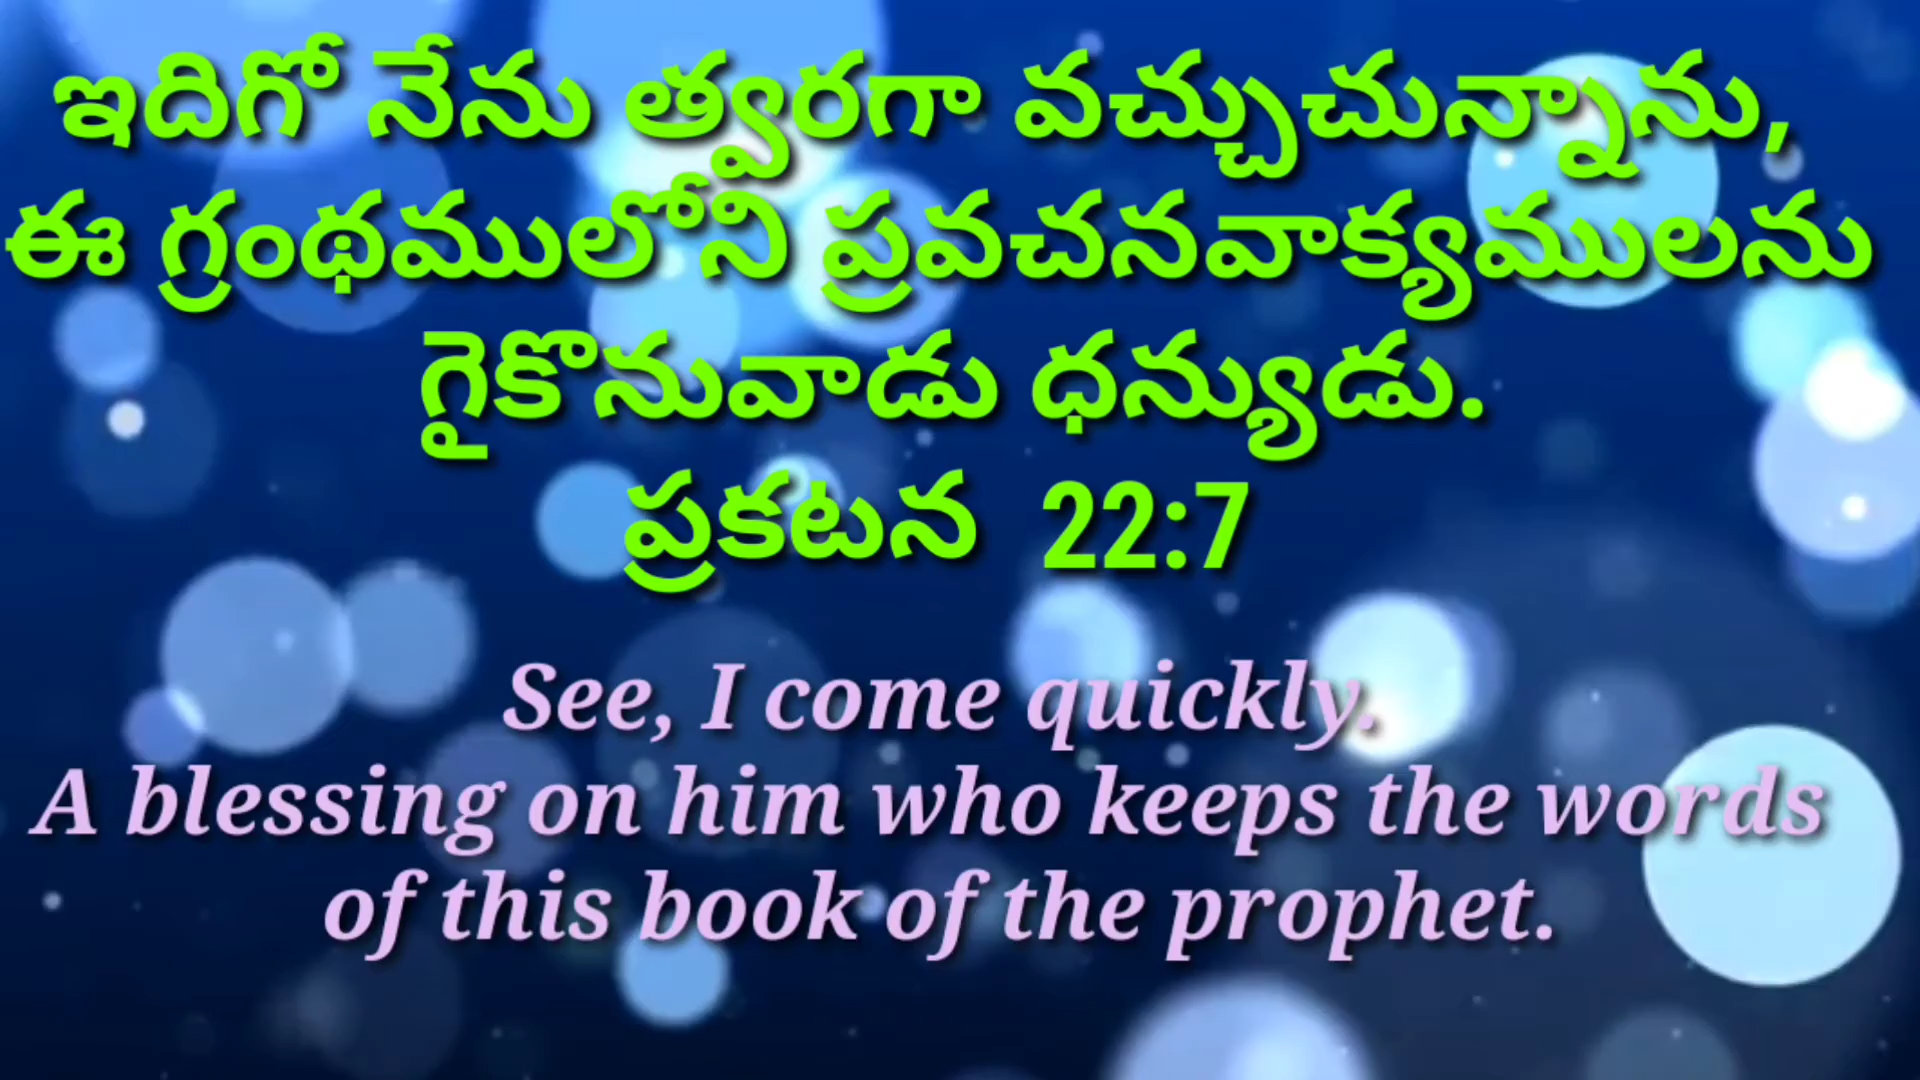 ఇదిగో నేను త్వరగా వచ్చుచున్నాను,
ఈ గ్రంథములోని ప్రవచనవాక్యములను
గైకొనువాడు ధన్యుడు.
ప్రకటన 22:7
See, I come quickly.
A blessing on him who keeps the words
of this book of the prophet.